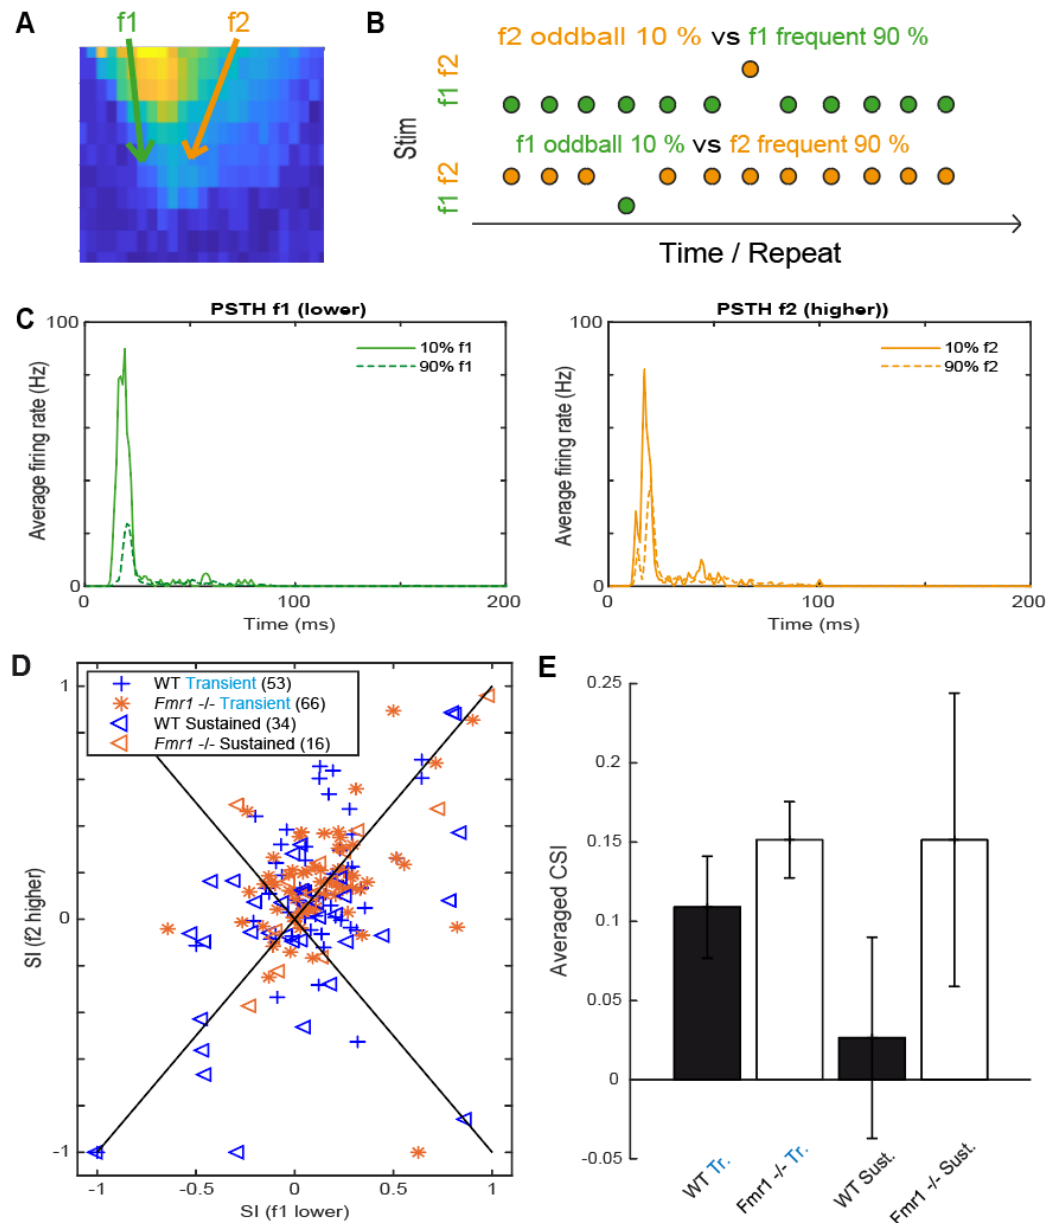 A
f1
f2
B
f2 oddball 10 % vs f1 frequent 90 %
f1 f2
f1 oddball 10 % vs f2 frequent 90 %
f1 f2
Stim
Time / Repeat
C
PSTH f1 (lower)
100
0
Average firing rate (Hz)
10% f1
90% f1
0
100
200
Time (ms)
PSTH f2 (higher))
100
0
Average firing rate (Hz)
10% f2
90% f2
0
100
200
Time (ms)
D
SI (f2 higher)
WT Transient (53)
Fmr1 -/- Transient (66)
WT Sustained (34)
Fmr1 -/- Sustained (16)
1
0
-1
-1
-0.5
0
0.5
1
SI (f1 lower)
E
Averaged CSI
0.25
0.2
0.15
0.1
0.05
0
-0.05
WT Tr.
Fmr1 -/- Tr.
WT Sust.
Fmr1 -/- Sust.